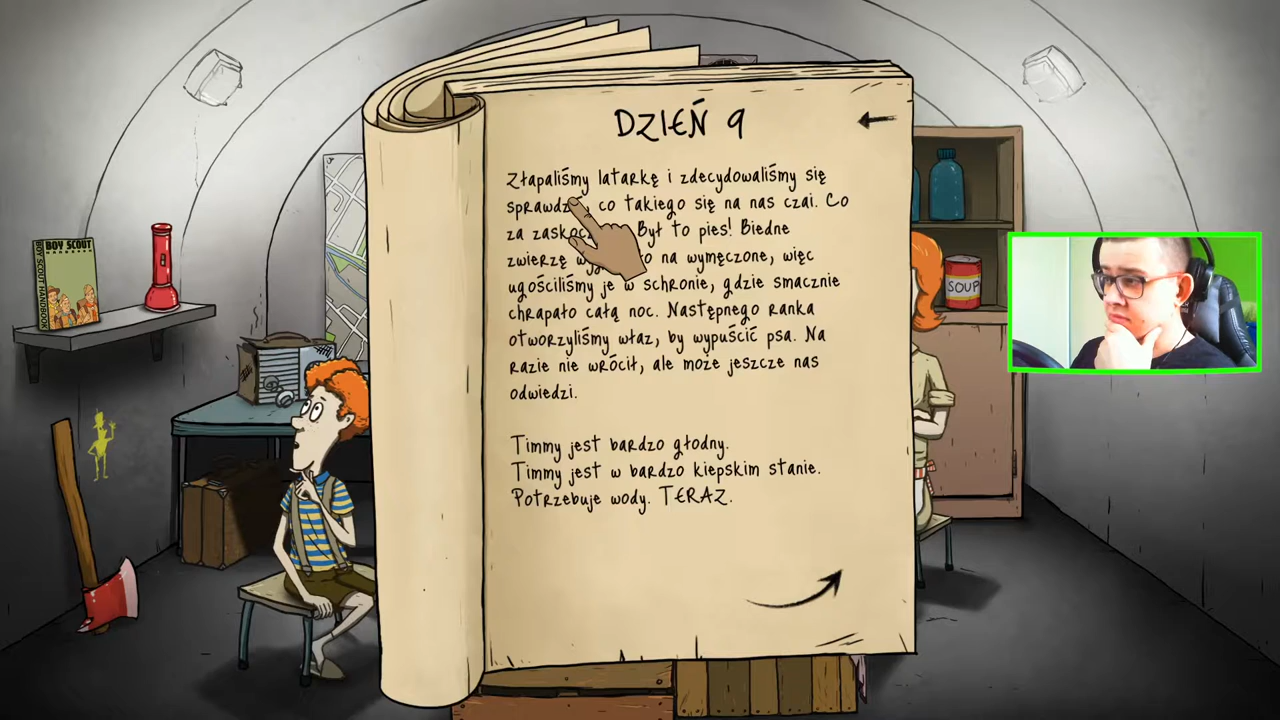 DZIEŃ 9
Złapaliśmy latarkę i zdecydowaliśmy się
co takiego się na nas czai. Co
za Był to pies! Biedne
zwierzę na wymęczone, więc
ugościliśmy je w schronie, gdzie smacznie
chrapało całą noc. Następnego ranka
otworzyliśmy właz, by wypuścić psa. Na
razie nie wrócił, ale może jeszcze nas
odwiedzi.
Timmy jest bardzo głodny.
Timmy jest w bardzo kiepskim stanie.
Potrzebuje wody. TERAZ.
BOY SCOUT
BOY SCOUT HANDBOOK
SOUP